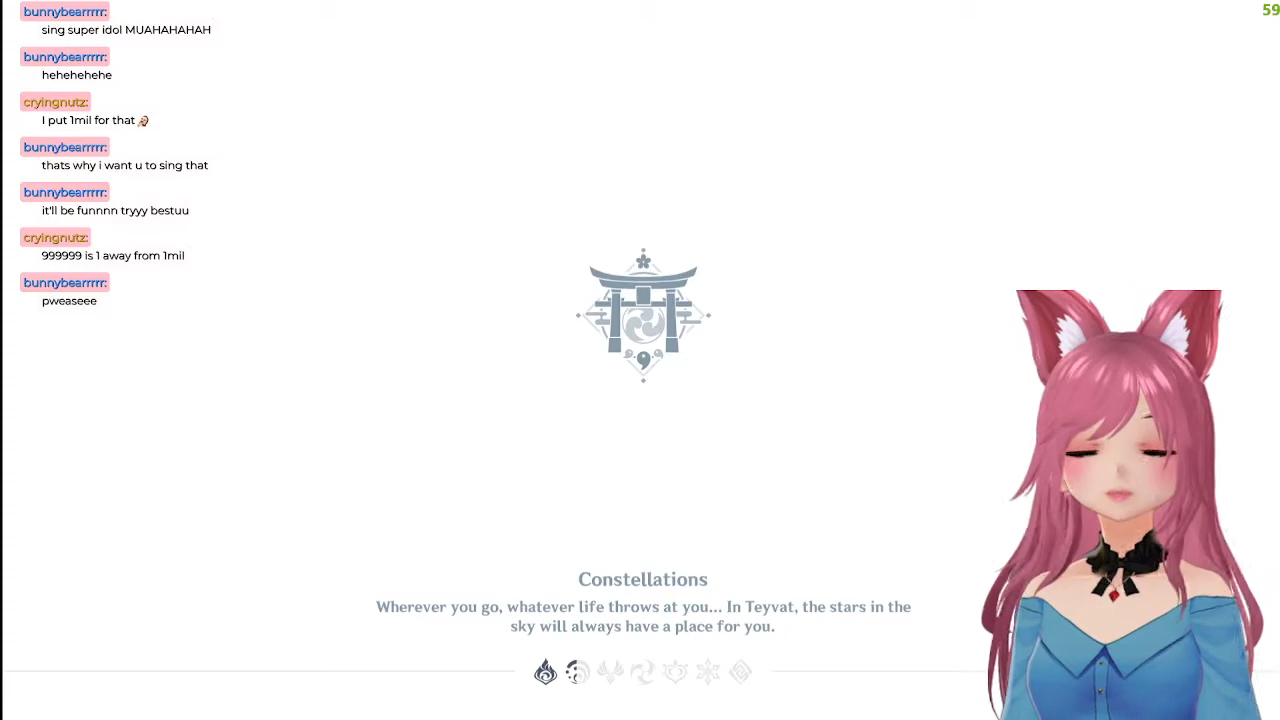 bunnybearrrrr:
sing super idol MUAHAHAHAH
bunnybearrrrr:
hehehehehe
cryingnutz:
I put 1mil for that
bunnybearrrrr:
thats why i want u to sing that
bunnybearrrrr:
it'll be funnnn tryyy bestuu
cryingnutz:
999999 is 1 away from 1mil
bunnybearrrrr:
pweaseee
59
Constellations
Wherever you go, whatever life throws at you... In Teyvat, the stars in the
sky will always have a place for you.